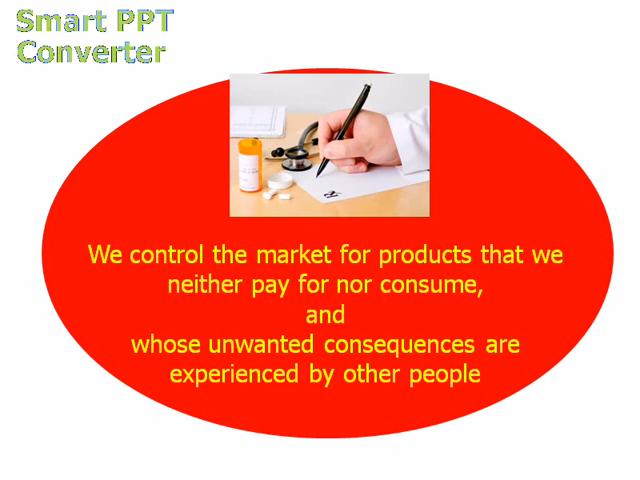 Smart PPT
Converter
We control the market for products that we
neither pay for nor consume,
and
whose unwanted consequences are
experienced by other people